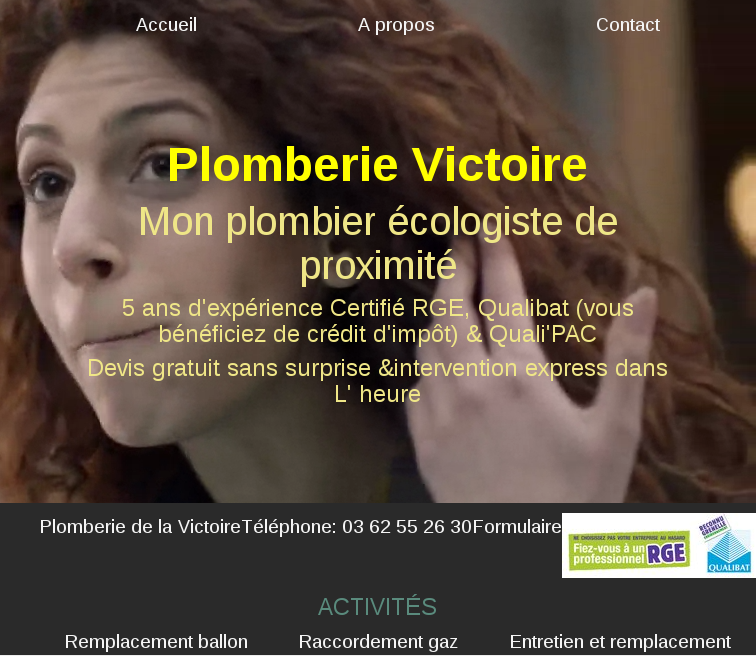 Accueil A propos Contact
Plomberie Victoire
Mon plombier écologiste de
proximité
5 ans d'expérience Certifié RGE, Qualibat (vous
bénéficiez de crédit d'impôt) & Quali'PAC
Devis gratuit sans surprise &intervention express dans
L' heure
Plomberie de la VictoireTéléphone: 03 62 55 26 30Formulaire
NE CHOISISSEZ PAS VOTRE ENTREPRISE AU HASARD
Fiez-vous à un
professionnel RGE
RECONNU
GRENELLE
QUALIBAT
ACTIVITÉS
Remplacement ballon Raccordement gaz Entretien et remplacement